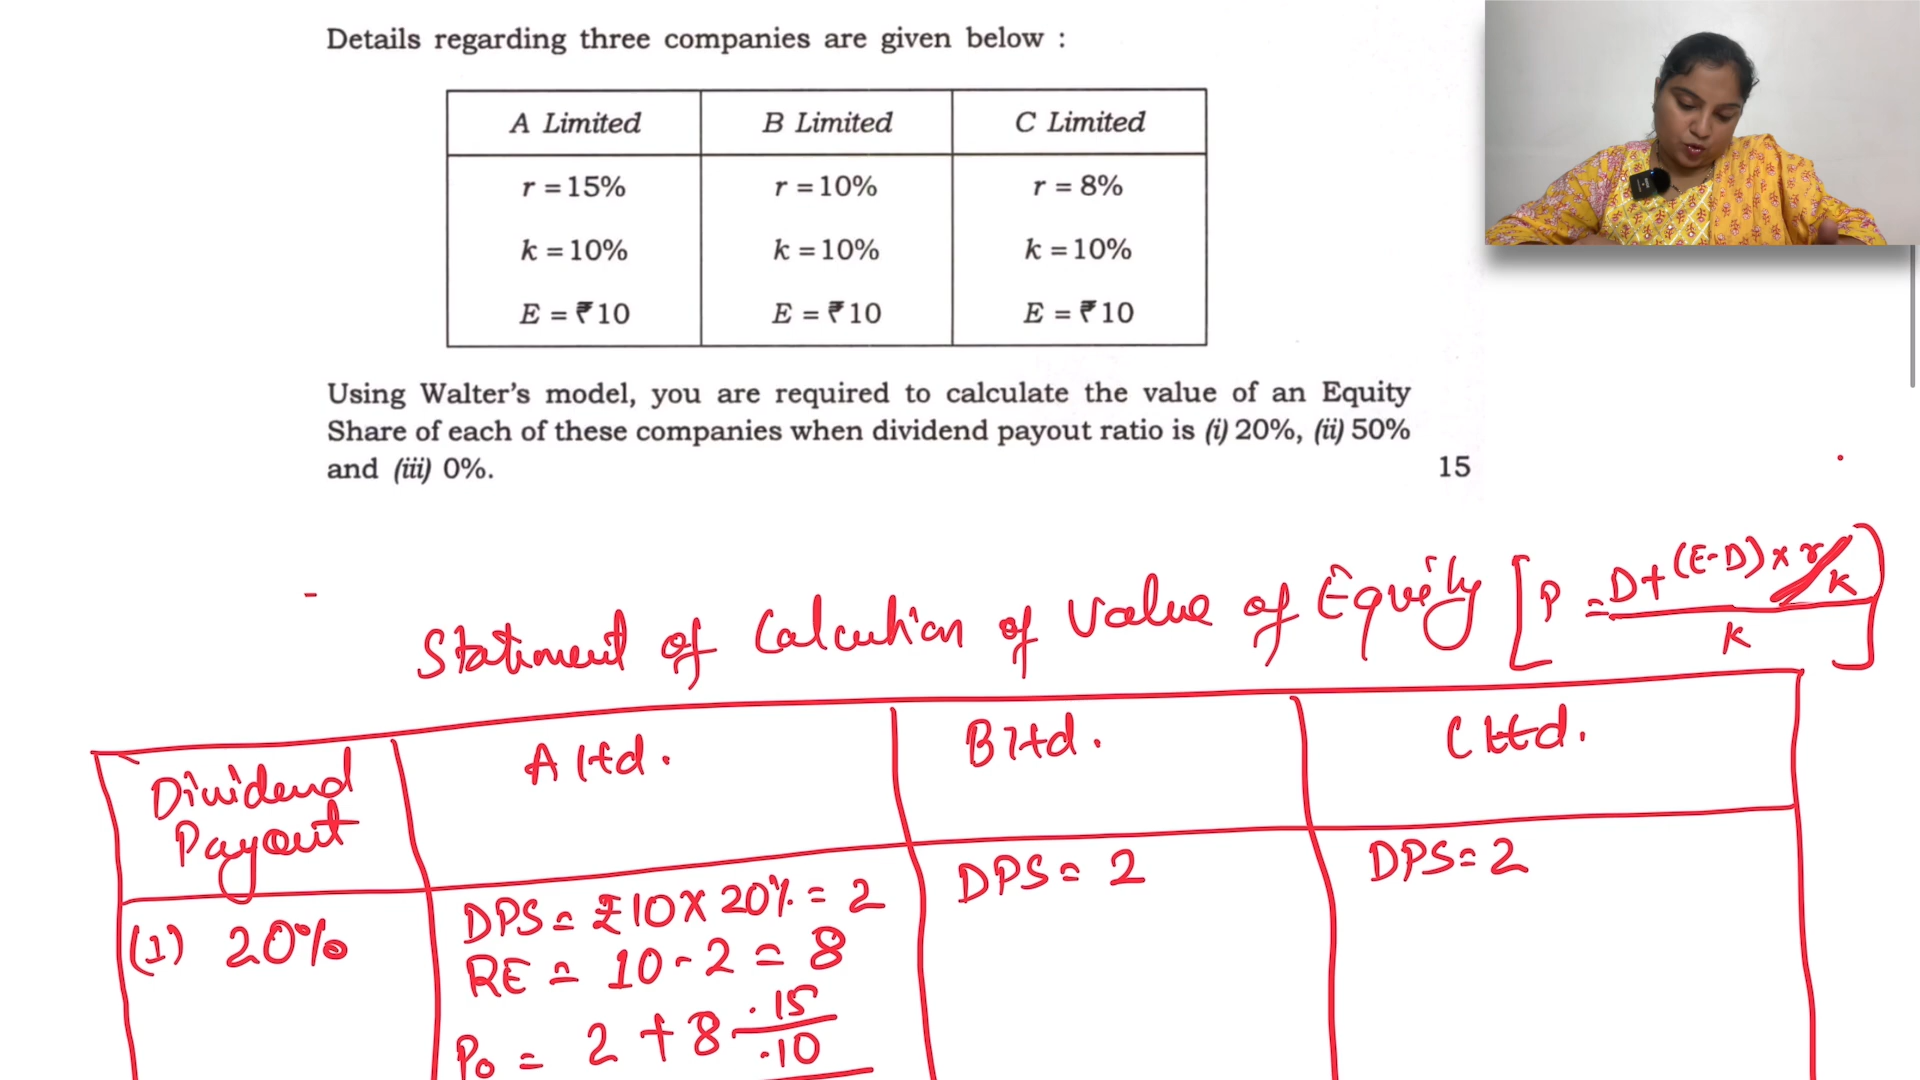 Details regarding three companies are given below :
A Limited B Limited C Limited
r = 15% r = 10% r = 8%
k = 10% k = 10% k = 10%
E = ₹10 E = ₹10 E = ₹10
Using Walter's model, you are required to calculate the value of an Equity
Share of each of these companies when dividend payout ratio is (i) 20%, (ii) 50%
and (iii) 0%.
15
Statement of Calculation of Value of Equity [P = D+(E-D)×r/k
k]
Dividend Payout A ltd. B ltd. C Ltd.
(1) 20% DPS = ₹10×20% = 2 DPS = 2 DPS = 2
RE = 10-2 = 8
P0 = 2 + 8 .15
.10